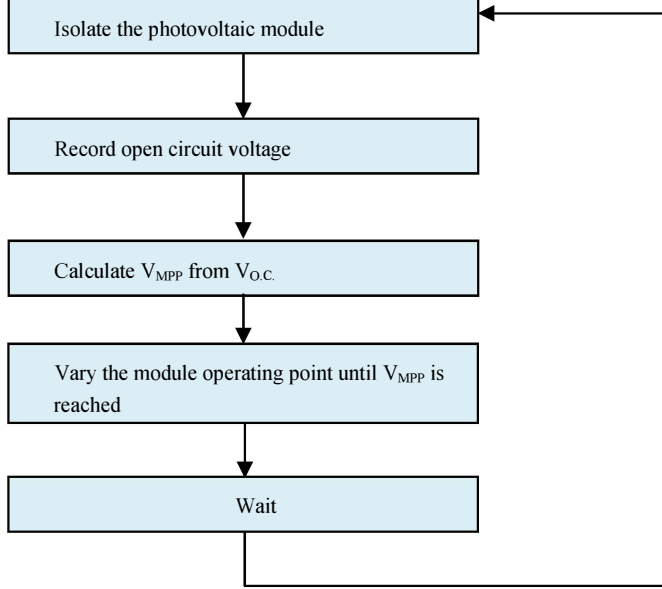 Isolate the photovoltaic module
Record open circuit voltage
Calculate VMPP from VO.C.
Vary the module operating point until VMPP is
reached
Wait